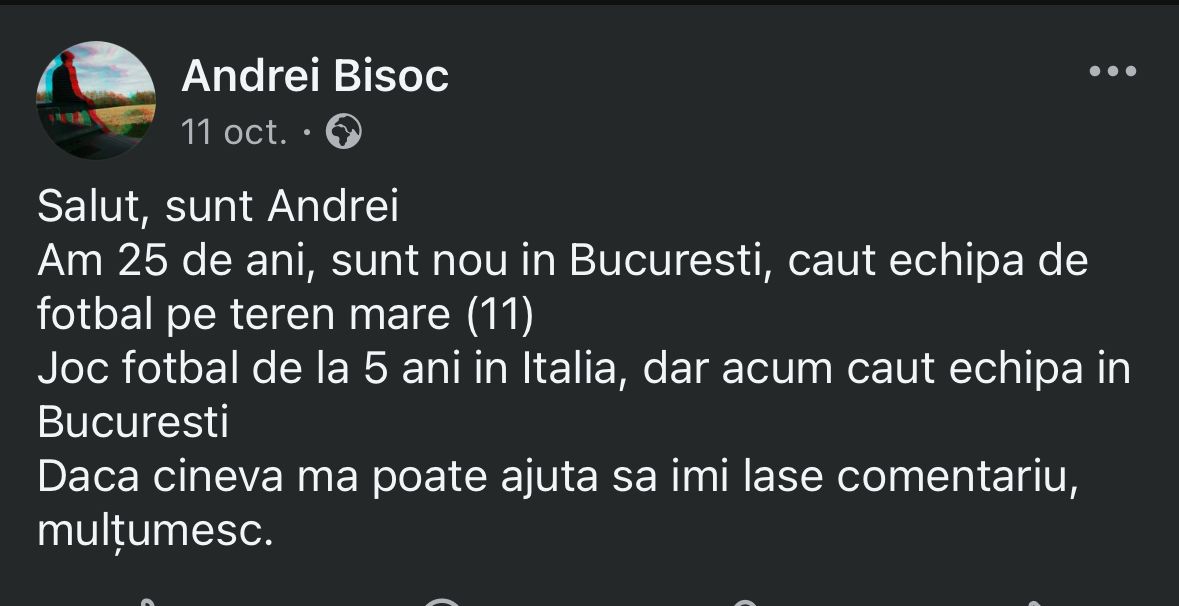 Andrei Bisoc
11 oct. ·
Salut, sunt Andrei
Am 25 de ani, sunt nou in Bucuresti, caut echipa de
fotbal pe teren mare (11)
Joc fotbal de la 5 ani in Italia, dar acum caut echipa in
Bucuresti
Daca cineva ma poate ajuta sa imi lase comentariu,
mulțumesc.